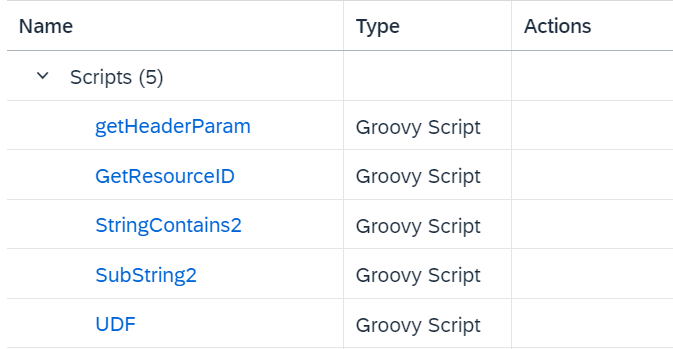 Name Type Actions
Scripts (5)
getHeaderParam Groovy Script
GetResourceID Groovy Script
StringContains2 Groovy Script
SubString2 Groovy Script
UDF Groovy Script